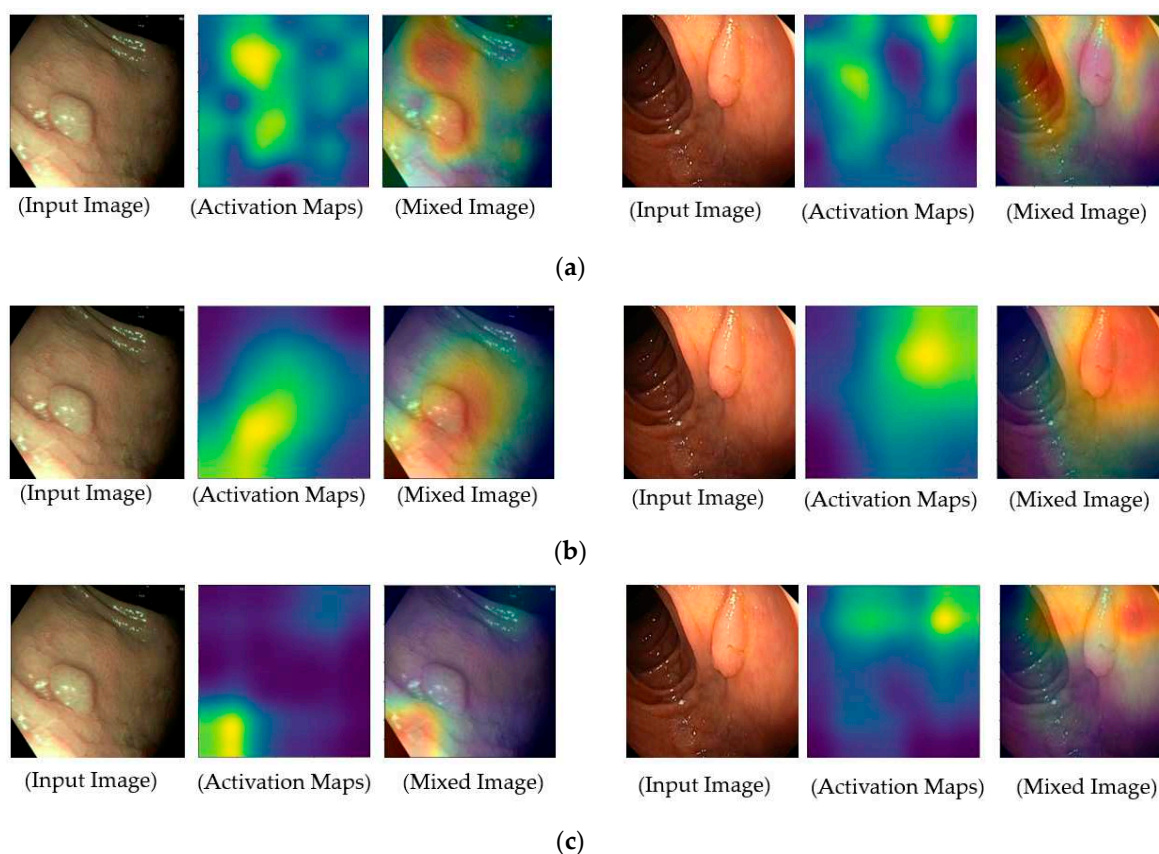 (Input Image) (Activation Maps) (Mixed Image) (Input Image) (Activation Maps) (Mixed Image)
(a)
(Input Image) (Activation Maps) (Mixed Image) (Input Image) (Activation Maps) (Mixed Image)
(b)
(Input Image) (Activation Maps) (Mixed Image) (Input Image) (Activation Maps) (Mixed Image)
(c)